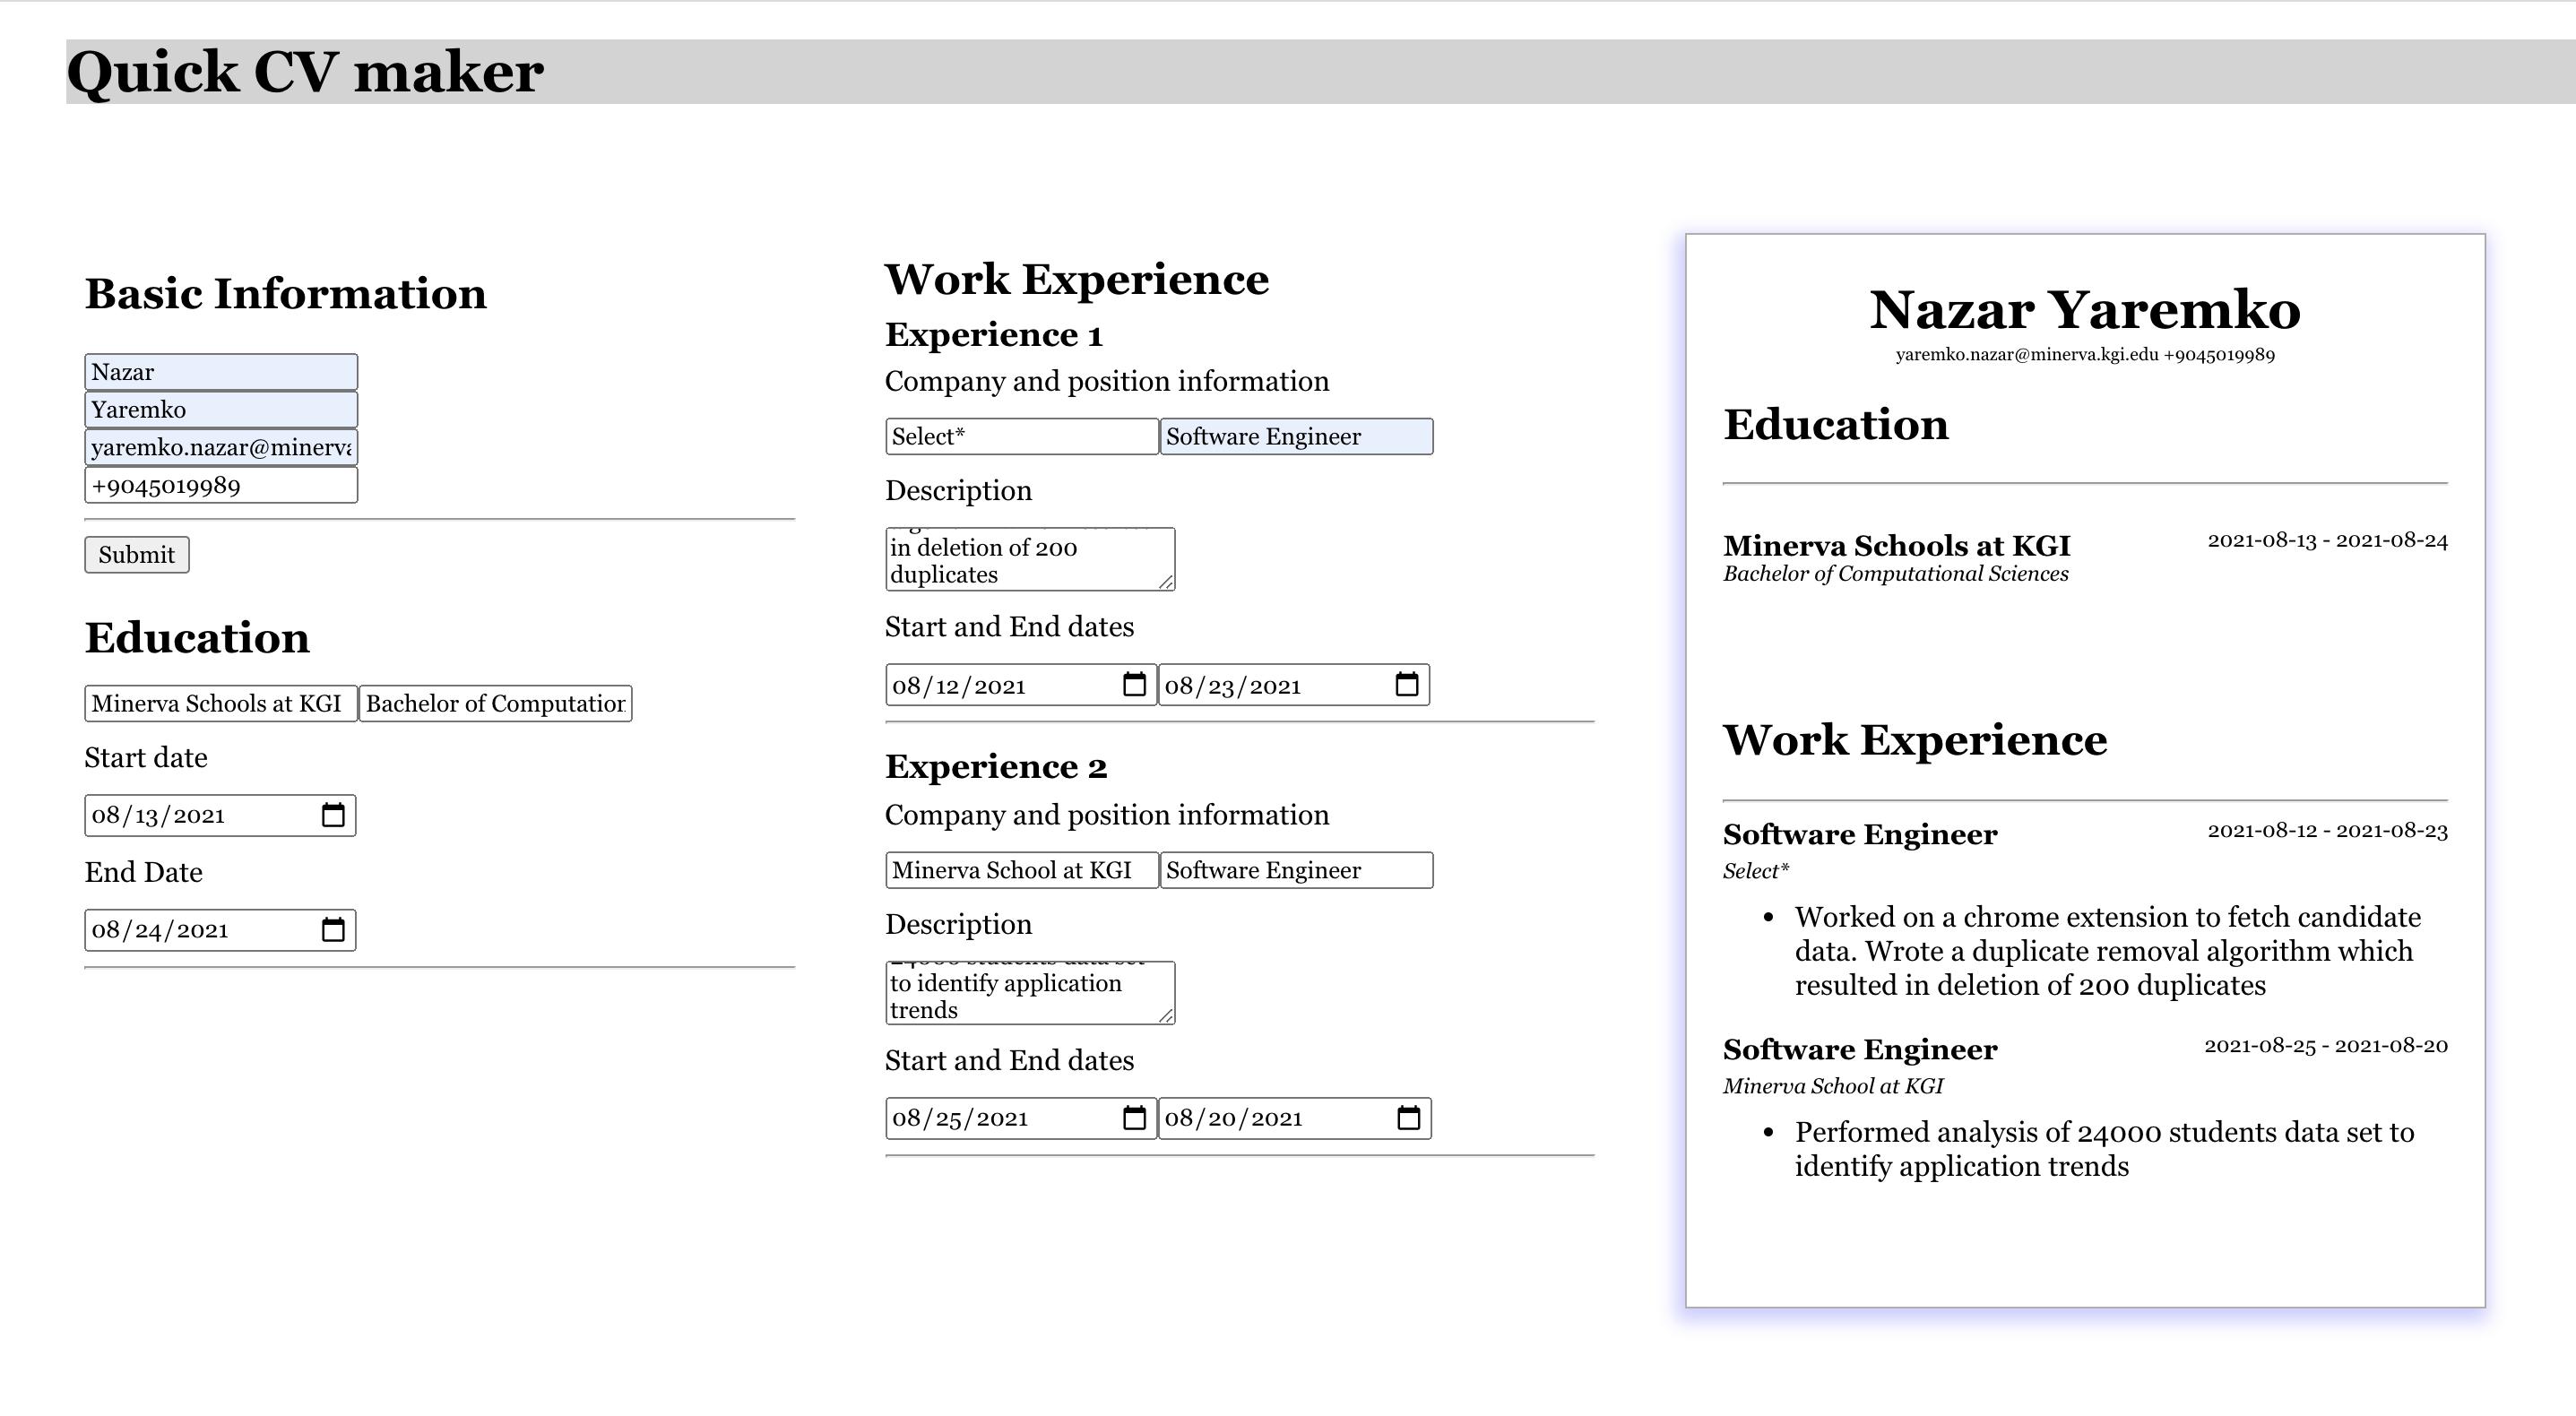 Quick CV maker
Basic Information
Nazar
Yaremko
yaremko.nazar@minerva
+9045019989
Submit
Education
Minerva Schools at KGI Bachelor of Computation
Start date
08/13/2021
End Date
08/24/2021
Work Experience
Experience 1
Company and position information
Select* Software Engineer
Description
in deletion of 200
duplicates
Start and End dates
08/12/2021 08/23/2021
Experience 2
Company and position information
Minerva School at KGI Software Engineer
Description
24000 students data set
to identify application
trends
Start and End dates
08/25/2021 08/20/2021
Nazar Yaremko
yaremko.nazar@minerva.kgi.edu +9045019989
Education
Minerva Schools at KGI 2021-08-13 - 2021-08-24
Bachelor of Computational Sciences
Work Experience
Software Engineer 2021-08-12 - 2021-08-23
Select*
• Worked on a chrome extension to fetch candidate
data. Wrote a duplicate removal algorithm which
resulted in deletion of 200 duplicates
Software Engineer 2021-08-25 - 2021-08-20
Minerva School at KGI
• Performed analysis of 24000 students data set to
identify application trends